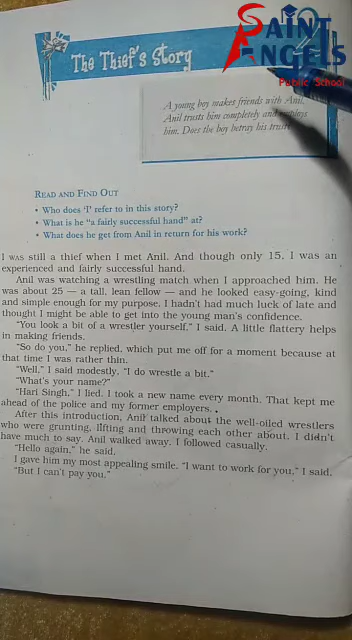 SAINT
ANGELS
Public School
2
The Thief's Story
A young boy makes friends with Anil.
Anil trusts him completely and employs
him. Does the boy betray his trust
READ AND FIND OUT
• Who does 'I' refer to in this story?
• What is he "a fairly successful hand" at?
• What does he get from Anil in return for his work?
I WAS still a thief when I met Anil. And though only 15, I was an
experienced and fairly successful hand.
Anil was watching a wrestling match when I approached him. He
was about 25 — a tall, lean fellow — and he looked easy-going, kind
and simple enough for my purpose. I hadn't had much luck of late and
thought I might be able to get into the young man's confidence.
"You look a bit of a wrestler yourself," I said. A little flattery helps
in making friends.
"So do you," he replied, which put me off for a moment because at
that time I was rather thin.
"Well," I said modestly, "I do wrestle a bit."
"What's your name?"
"Hari Singh," I lied. I took a new name every month. That kept me
ahead of the police and my former employers.
After this introduction, Anil talked about the well-oiled wrestlers
who were grunting, lifting and throwing each other about. I didn't
have much to say. Anil walked away. I followed casually.
"Hello again," he said.
I gave him my most appealing smile. "I want to work for you," I said.
"But I can't pay you."